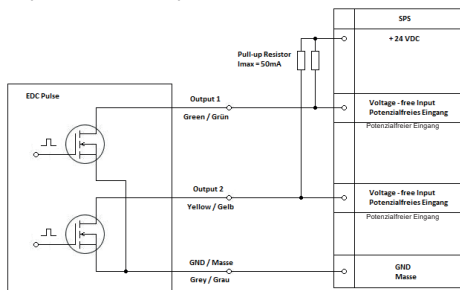 SPS
+ 24 VDC
Pull-up Resistor
Imax = 50mA
EDC Pulse
Output 1
Green / Grün
Voltage - free Input
Potenzialfreies Eingang
Potenzialfreier Eingang
Output 2
Yellow / Gelb
Voltage - free Input
Potenzialfreies Eingang
Potenzialfreier Eingang
GND / Masse
Grey / Grau
GND
Masse